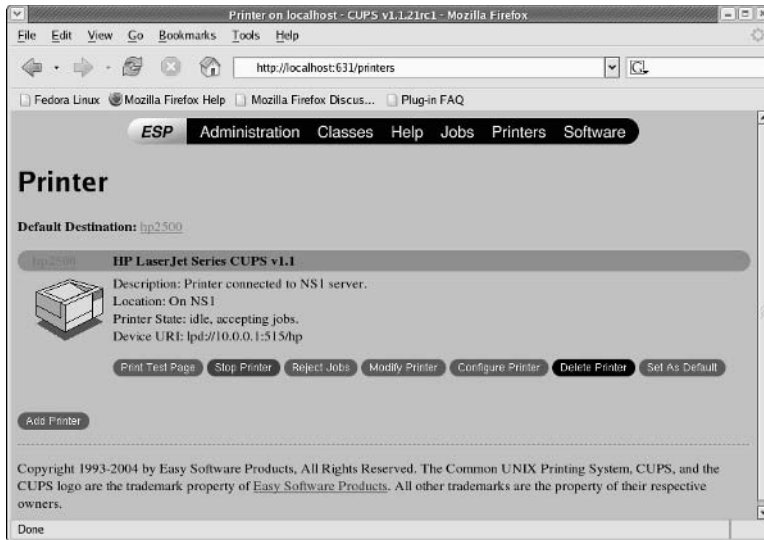 Printer on localhost - CUPS v1.1.21rc1 - Mozilla Firefox
File Edit View Go Bookmarks Tools Help
http://localhost:631/printers
Fedora Linux Mozilla Firefox Help Mozilla Firefox Discus... Plug-in FAQ
ESP Administration Classes Help Jobs Printers Software
Printer
Default Destination: hp2500
hp2500 HP LaserJet Series CUPS v1.1
Description: Printer connected to NS1 server.
Location: On NS1
Printer State: idle, accepting jobs.
Device URI: lpd://10.0.0.1:515/hp
Print Test Page Stop Printer Reject Jobs Modify Printer Configure Printer Delete Printer Set As Default
Add Printer
Copyright 1993-2004 by Easy Software Products, All Rights Reserved. The Common UNIX Printing System, CUPS, and the
CUPS logo are the trademark property of Easy Software Products. All other trademarks are the property of their respective
owners.
Done